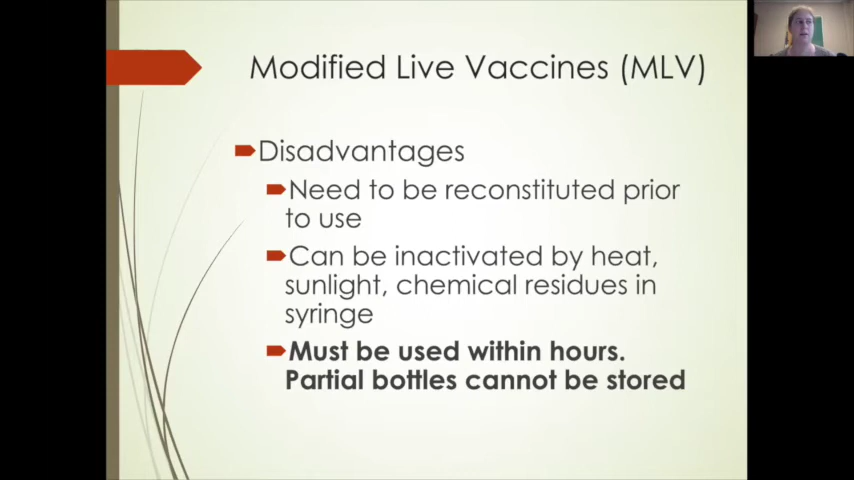 Modified Live Vaccines (MLV)
Disadvantages
Need to be reconstituted prior
to use
Can be inactivated by heat,
sunlight, chemical residues in
syringe
Must be used within hours.
Partial bottles cannot be stored